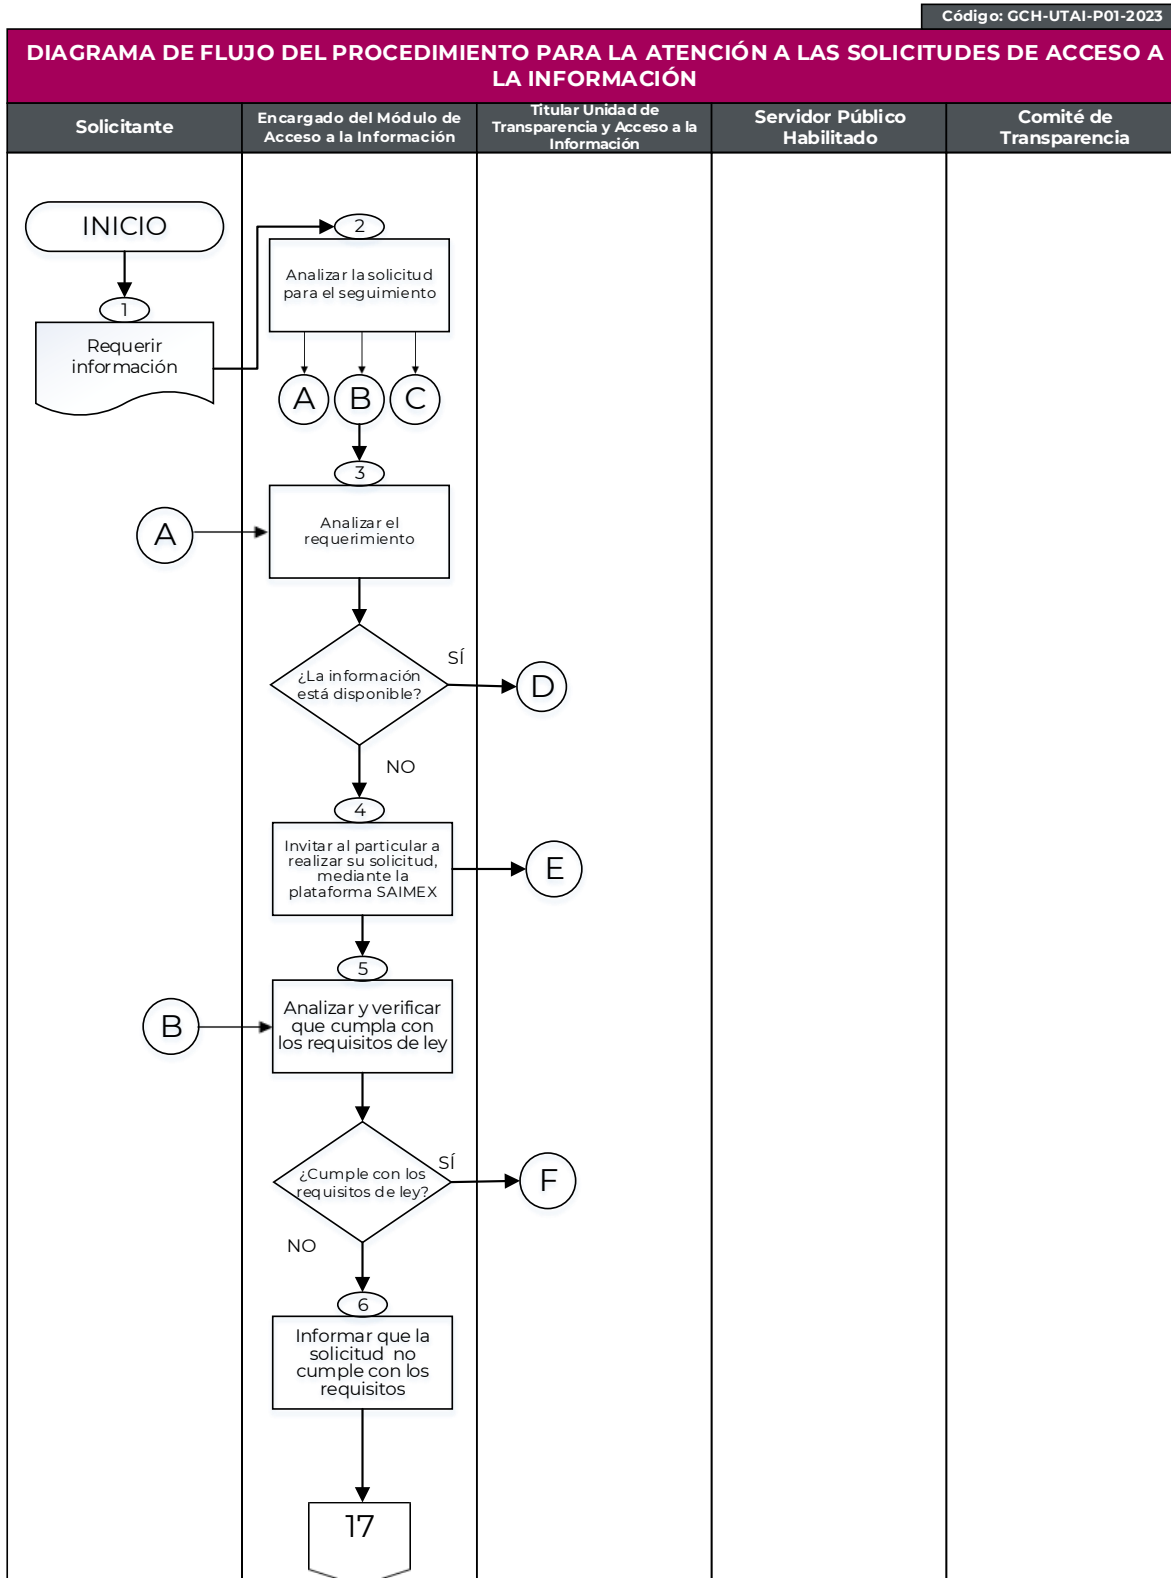 Código: GCH-UTAI-P01-2023
DIAGRAMA DE FLUJO DEL PROCEDIMIENTO PARA LA ATENCIÓN A LAS SOLICITUDES DE ACCESO A
LA INFORMACIÓN
Solicitante
Encargado del Módulo de
Acceso a la Información
Titular Unidad de
Transparencia y Acceso a la
Información
Servidor Público
Habilitado
Comité de
Transparencia
INICIO
1
Requerir
información
2
Analizar la solicitud
para el seguimiento
A
B
C
3
A
Analizar el
requerimiento
¿La información
está disponible?
SÍ
D
NO
4
Invitar al particular a
realizar su solicitud,
mediante la
plataforma SAIMEX
E
5
B
Analizar y verificar
que cumpla con
los requisitos de ley
¿Cumple con los
requisitos de ley?
SÍ
F
NO
6
Informar que la
solicitud no
cumple con los
requisitos
17